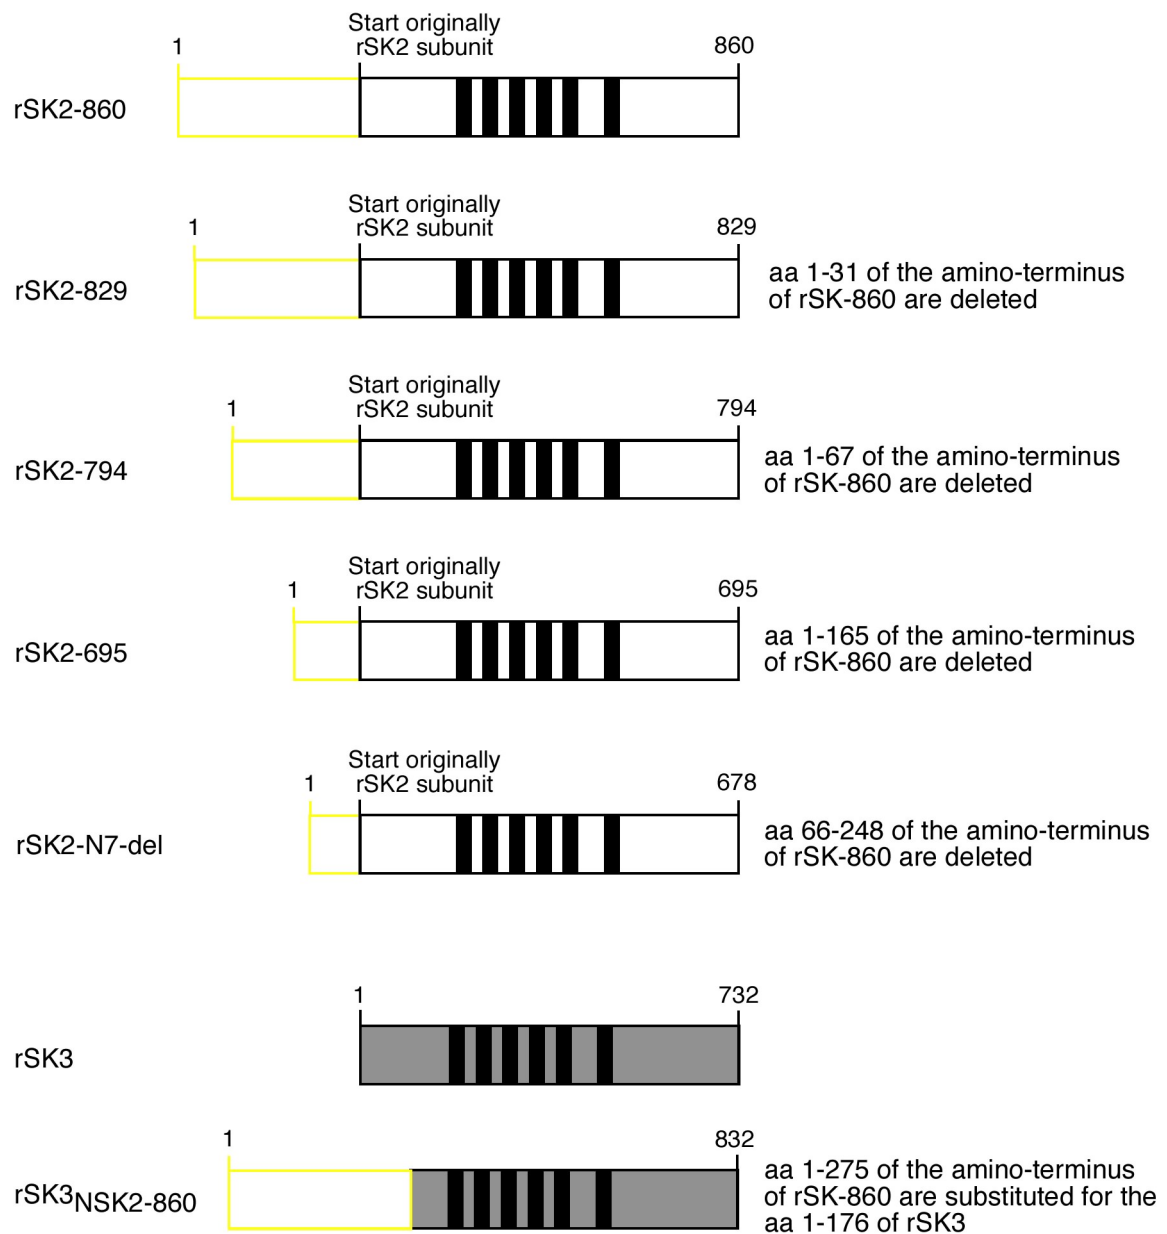 Start originally
rSK2 subunit
1
860
rSK2-860
Start originally
rSK2 subunit
1
829
rSK2-829
aa 1-31 of the amino-terminus
of rSK-860 are deleted
Start originally
rSK2 subunit
1
794
rSK2-794
aa 1-67 of the amino-terminus
of rSK-860 are deleted
Start originally
rSK2 subunit
1
695
rSK2-695
aa 1-165 of the amino-terminus
of rSK-860 are deleted
Start originally
rSK2 subunit
1
678
rSK2-N7-del
aa 66-248 of the amino-terminus
of rSK-860 are deleted
1
732
rSK3
1
832
rSK3NSK2-860
aa 1-275 of the amino-terminus
of rSK-860 are substituted for the
aa 1-176 of rSK3